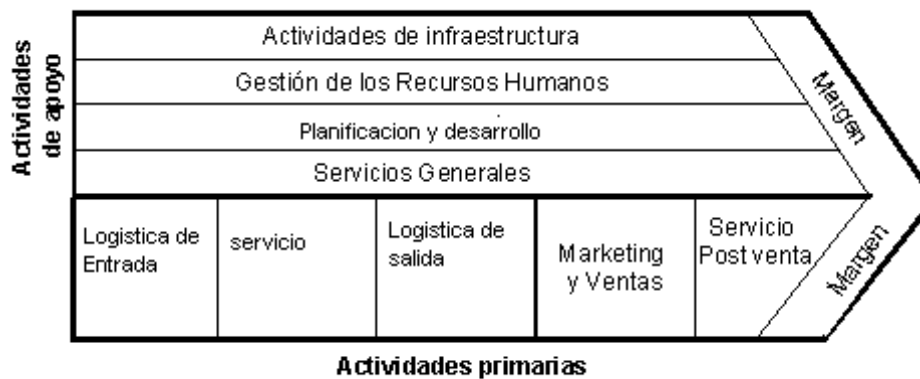 Actividades
de apoyo
Actividades de infraestructura
Gestión de los Recursos Humanos
Planificacion y desarrollo
Servicios Generales
Margen
Logistica de
Entrada
servicio
Logistica de
salida
Marketing
y Ventas
Servicio
Post venta
Margen
Actividades primarias